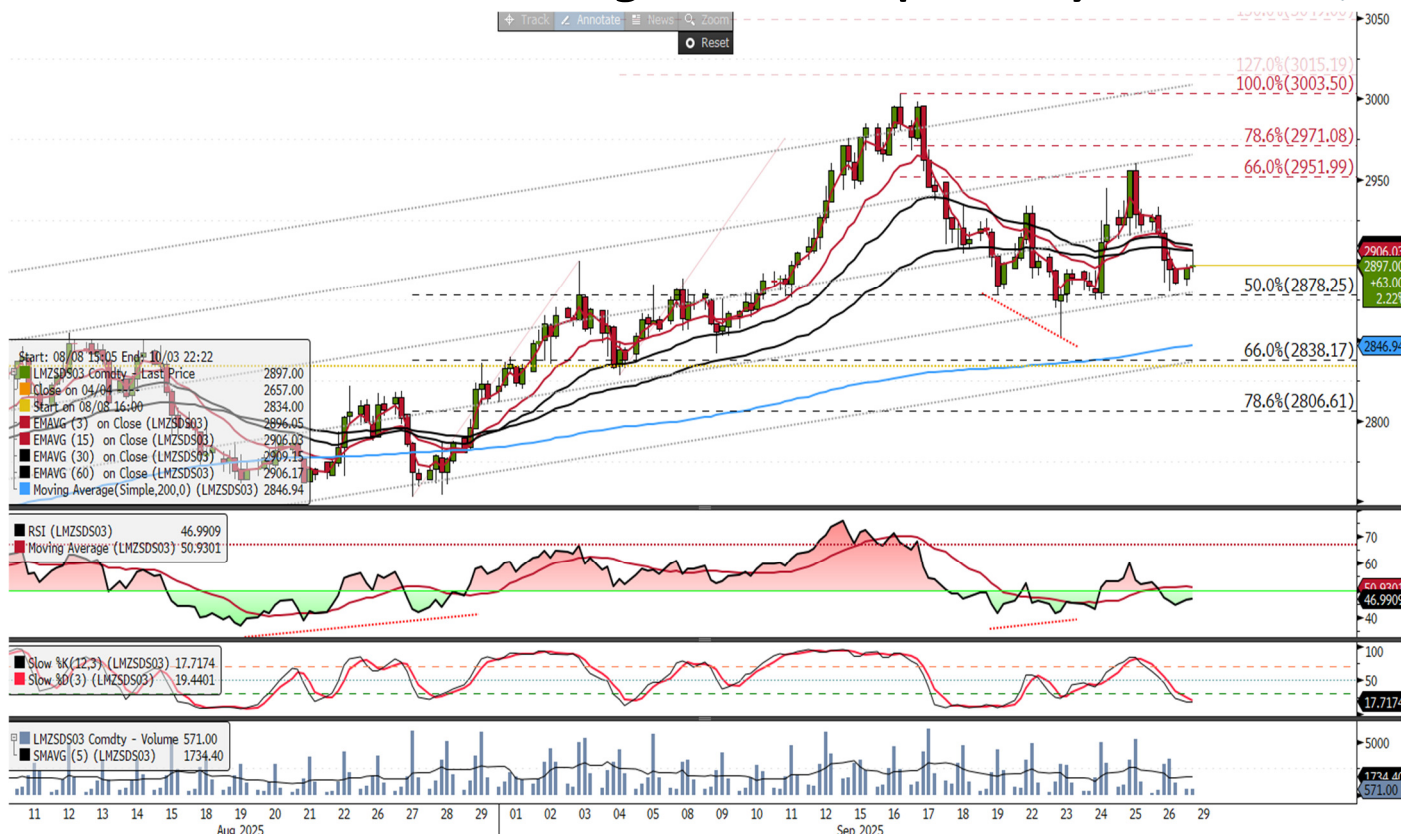 Track Annotate News Zoom
Reset
3050
127.0%(3015.19)
100.0%(3003.50)
3000
78.6%(2971.08)
66.0%(2951.99)
2950
2906.03
2897.00
+63.00
2.22%
50.0%(2878.25)
2846.94
66.0%(2838.17)
78.6%(2806.61)
2800
Start: 08/08 15:05 End: 10/03 22:22
LMZSDS03 Comdty - Last Price 2897.00
Close on 04/04 2657.00
Start on 08/08 16:00 2834.00
EMAVG (3) on Close (LMZSDS03) 2896.05
EMAVG (15) on Close (LMZSDS03) 2906.03
EMAVG (30) on Close (LMZSDS03) 2909.15
EMAVG (60) on Close (LMZSDS03) 2906.17
Moving Average(Simple,200,0) (LMZSDS03) 2846.94
RSI (LMZSDS03) 46.9909
Moving Average (LMZSDS03) 50.9301
70
60
50.9301
46.9909
40
Slow %K(12,3) (LMZSDS03) 17.7174
Slow %D(3) (LMZSDS03) 19.4401
100
50
17.7174
LMZSDS03 Comdty - Volume 571.00
SMAVG (5) (LMZSDS03) 1734.40
5000
1734.40
571.00
11 12 13 14 15 18 19 20 21 22 26 27 28 29 01 02 03 04 05 08 09 10 11 12 15 16 17 18 19 22 23 24 25 26 29
Aug 2025 Sep 2025